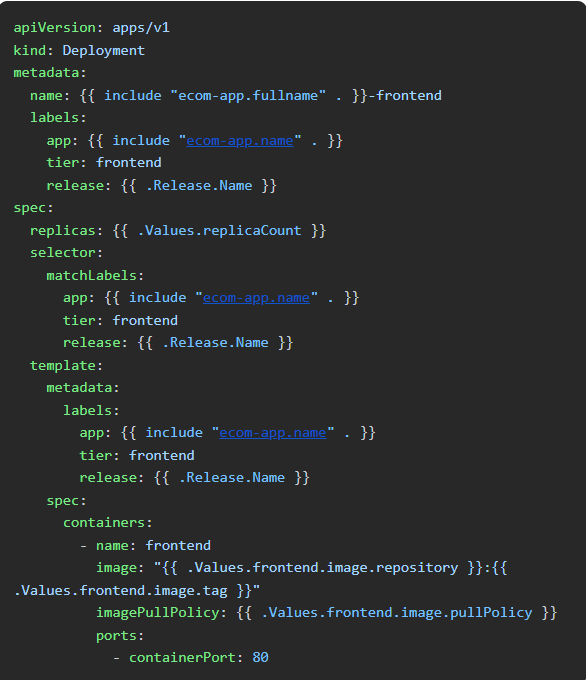 apiVersion: apps/v1
kind: Deployment
metadata:
  name: {{ include "ecom-app.fullname" . }}-frontend
  labels:
    app: {{ include "ecom-app.name" . }}
    tier: frontend
    release: {{ .Release.Name }}
spec:
  replicas: {{ .Values.replicaCount }}
  selector:
    matchLabels:
      app: {{ include "ecom-app.name" . }}
      tier: frontend
      release: {{ .Release.Name }}
  template:
    metadata:
      labels:
        app: {{ include "ecom-app.name" . }}
        tier: frontend
        release: {{ .Release.Name }}
    spec:
      containers:
        - name: frontend
          image: "{{ .Values.frontend.image.repository }}:{{
.Values.frontend.image.tag }}"
          imagePullPolicy: {{ .Values.frontend.image.pullPolicy }}
          ports:
            - containerPort: 80